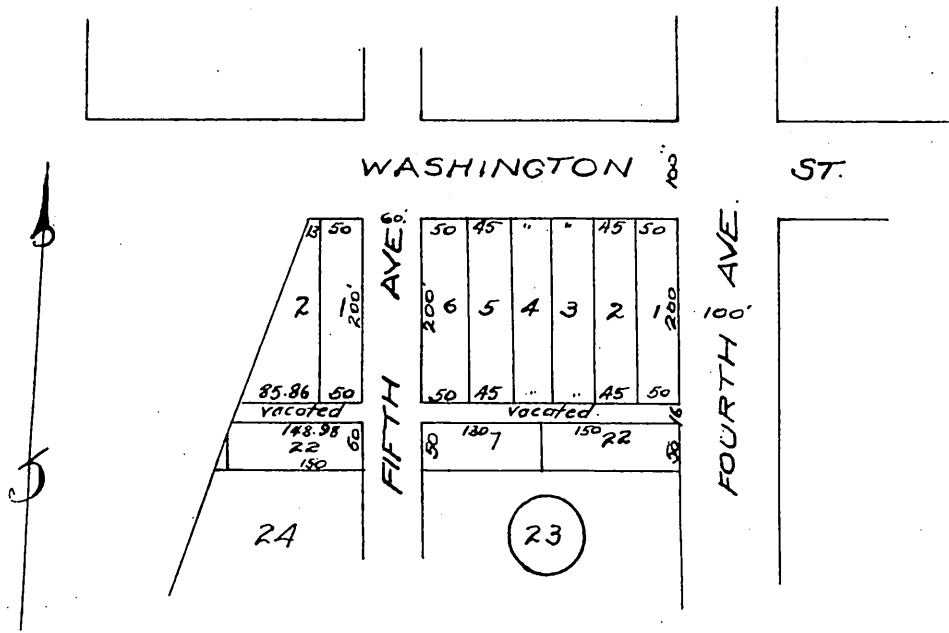 WASHINGTON ST.
100
13 50 60' 50 45 " " 45 50
2 1 200' 200' 6 5 4 3 2 1 200 100'
85.86 50 50 45 " " 45 50
vacated vacated 16
148.98 130 150
22 60 50 7 22 50
150
24 23
FIFTH AVE.
FOURTH AVE.